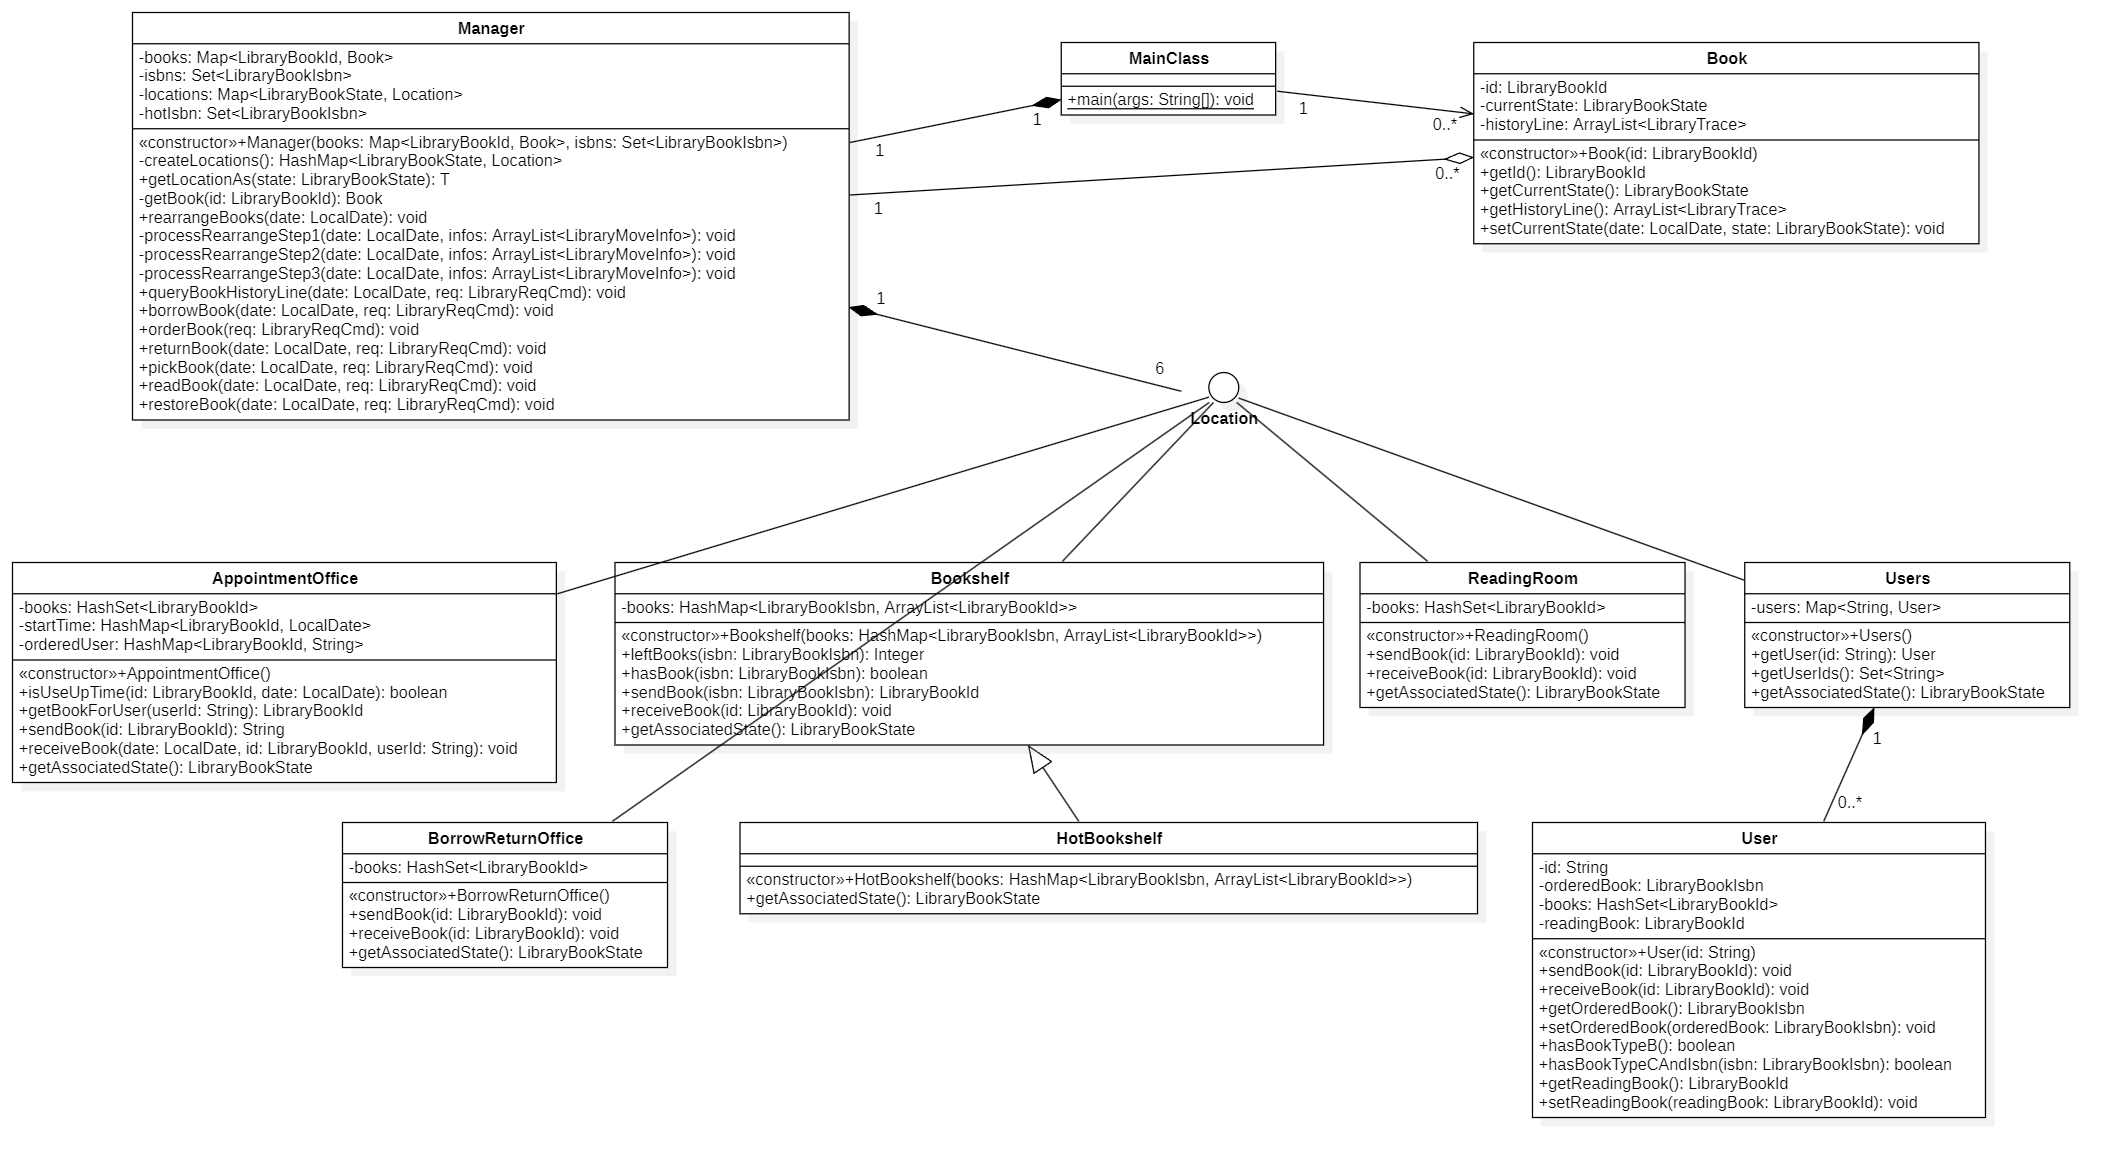 Manager
-books: Map<LibraryBookId, Book>
-isbns: Set<LibraryBookIsbn>
-locations: Map<LibraryBookState, Location>
-hotIsbn: Set<LibraryBookIsbn>
«constructor»+Manager(books: Map<LibraryBookId, Book>, isbns: Set<LibraryBookIsbn>)
-createLocations(): HashMap<LibraryBookState, Location>
+getLocationAs(state: LibraryBookState): T
-getBook(id: LibraryBookId): Book
+rearrangeBooks(date: LocalDate): void
-processRearrangeStep1(date: LocalDate, infos: ArrayList<LibraryMoveInfo>): void
-processRearrangeStep2(date: LocalDate, infos: ArrayList<LibraryMoveInfo>): void
-processRearrangeStep3(date: LocalDate, infos: ArrayList<LibraryMoveInfo>): void
+queryBookHistoryLine(date: LocalDate, req: LibraryReqCmd): void
+borrowBook(date: LocalDate, req: LibraryReqCmd): void
+orderBook(req: LibraryReqCmd): void
+returnBook(date: LocalDate, req: LibraryReqCmd): void
+pickBook(date: LocalDate, req: LibraryReqCmd): void
+readBook(date: LocalDate, req: LibraryReqCmd): void
+restoreBook(date: LocalDate, req: LibraryReqCmd): void
MainClass
+main(args: String[]): void
1
1
1
0..*
Book
-id: LibraryBookId
-currentState: LibraryBookState
-historyLine: ArrayList<LibraryTrace>
«constructor»+Book(id: LibraryBookId)
+getId(): LibraryBookId
+getCurrentState(): LibraryBookState
+getHistoryLine(): ArrayList<LibraryTrace>
+setCurrentState(date: LocalDate, state: LibraryBookState): void
0..*
1
1
6
Location
AppointmentOffice
-books: HashSet<LibraryBookId>
-startTime: HashMap<LibraryBookId, LocalDate>
-orderedUser: HashMap<LibraryBookId, String>
«constructor»+AppointmentOffice()
+isUseUpTime(id: LibraryBookId, date: LocalDate): boolean
+getBookForUser(userId: String): LibraryBookId
+sendBook(id: LibraryBookId): String
+receiveBook(date: LocalDate, id: LibraryBookId, userId: String): void
+getAssociatedState(): LibraryBookState
Bookshelf
-books: HashMap<LibraryBookIsbn, ArrayList<LibraryBookId>>
«constructor»+Bookshelf(books: HashMap<LibraryBookIsbn, ArrayList<LibraryBookId>>)
+leftBooks(isbn: LibraryBookIsbn): Integer
+hasBook(isbn: LibraryBookIsbn): boolean
+sendBook(isbn: LibraryBookIsbn): LibraryBookId
+receiveBook(id: LibraryBookId): void
+getAssociatedState(): LibraryBookState
ReadingRoom
-books: HashSet<LibraryBookId>
«constructor»+ReadingRoom()
+sendBook(id: LibraryBookId): void
+receiveBook(id: LibraryBookId): void
+getAssociatedState(): LibraryBookState
Users
-users: Map<String, User>
«constructor»+Users()
+getUser(id: String): User
+getUserIds(): Set<String>
+getAssociatedState(): LibraryBookState
1
0..*
BorrowReturnOffice
-books: HashSet<LibraryBookId>
«constructor»+BorrowReturnOffice()
+sendBook(id: LibraryBookId): void
+receiveBook(id: LibraryBookId): void
+getAssociatedState(): LibraryBookState
HotBookshelf
«constructor»+HotBookshelf(books: HashMap<LibraryBookIsbn, ArrayList<LibraryBookId>>)
+getAssociatedState(): LibraryBookState
User
-id: String
-orderedBook: LibraryBookIsbn
-books: HashSet<LibraryBookId>
-readingBook: LibraryBookId
«constructor»+User(id: String)
+sendBook(id: LibraryBookId): void
+receiveBook(id: LibraryBookId): void
+getOrderedBook(): LibraryBookIsbn
+setOrderedBook(orderedBook: LibraryBookIsbn): void
+hasBookTypeB(): boolean
+hasBookTypeCAndIsbn(isbn: LibraryBookIsbn): boolean
+getReadingBook(): LibraryBookId
+setReadingBook(readingBook: LibraryBookId): void